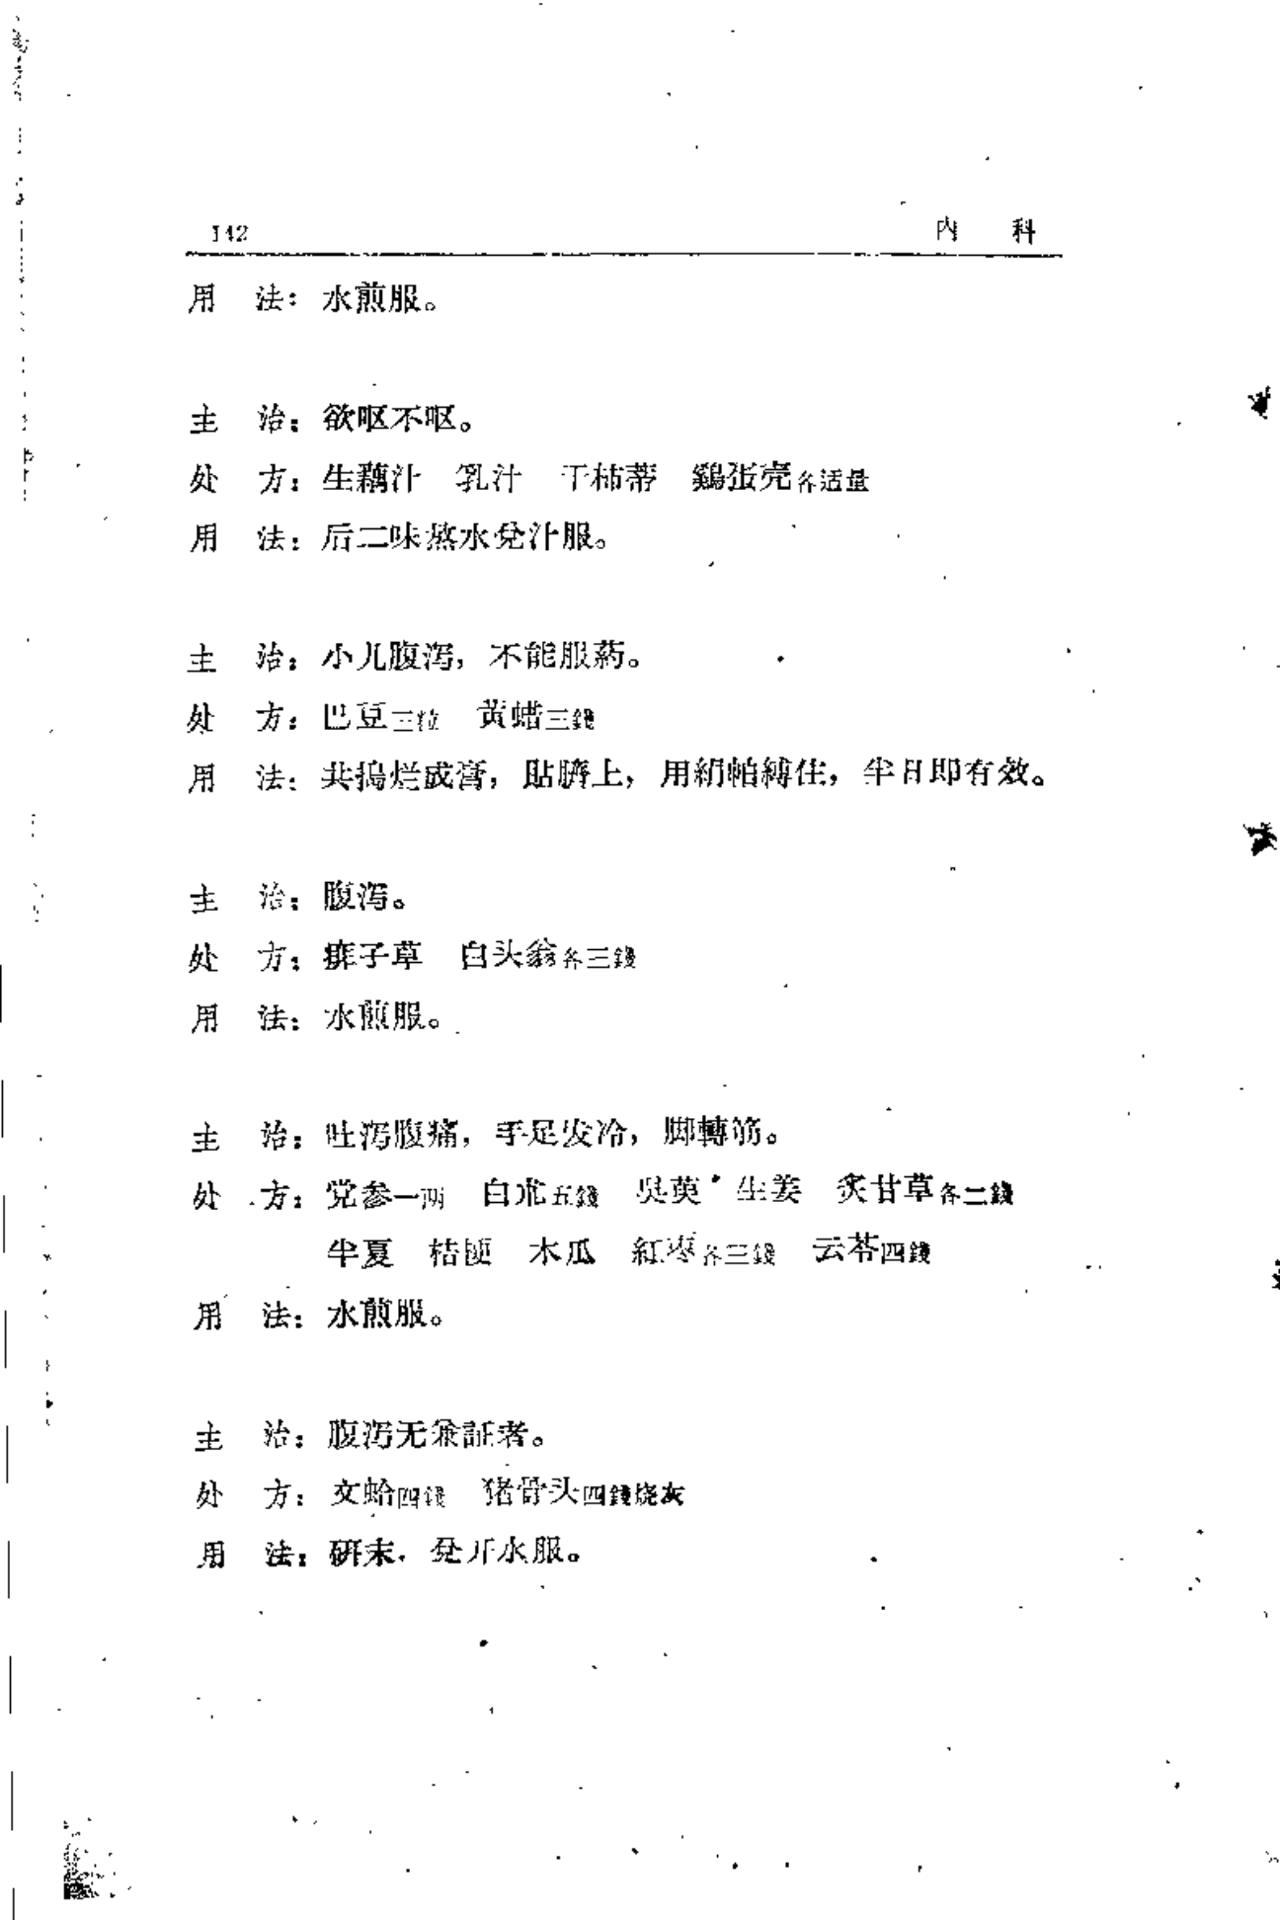 142 内 科
用 法：水煎服。
主 治：欲呕不呕。
处 方：生藕汁 乳汁 干柿蒂 鷄蛋壳各适量
用 法：后二味蒸水兌汁服。
主 治：小儿腹泻，不能服药。
处 方：巴豆三粒 黄蜡三錢
用 法：共搗烂成膏，貼臍上，用絹帕縛住，半日即有效。
主 治：腹泻。
处 方：痱子草 白头翁各三錢
用 法：水煎服。
主 治：吐泻腹痛，手足发冷，脚轉筋。
处 方：党参一两 白朮五錢 吳萸 生姜 炙甘草各二錢
半夏 桔梗 木瓜 紅枣各三錢 云苓四錢
用 法：水煎服。
主 治：腹泻无兼証者。
处 方：文蛤四錢 猪骨头四錢烧灰
用 法：研末，兌开水服。